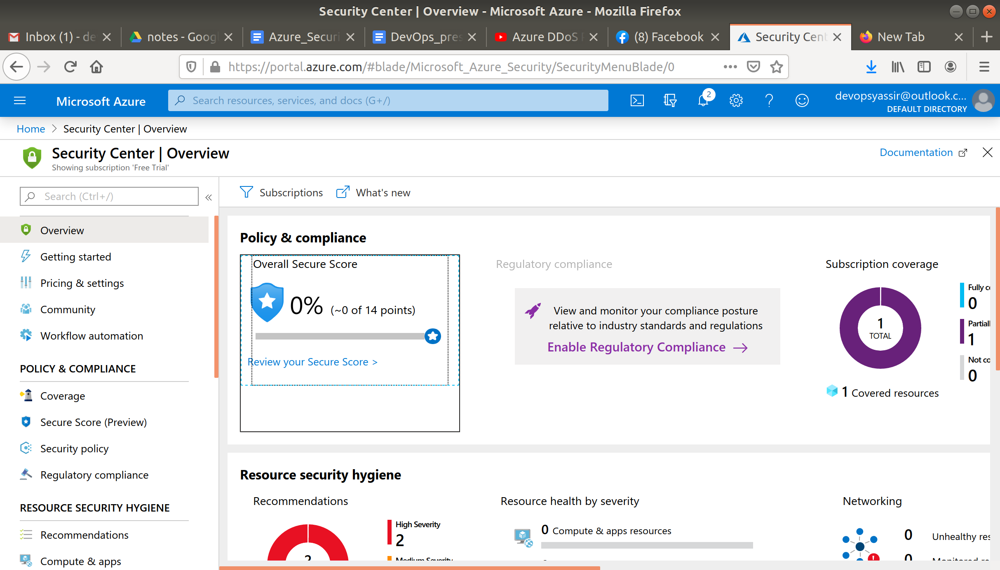 Security Center | Overview - Microsoft Azure - Mozilla Firefox
Inbox (1) - de
notes - Googl
Azure_Securi
DevOps_pres
Azure DDoS P
(8) Facebook
Security Cent
New Tab
https://portal.azure.com/#blade/Microsoft_Azure_Security/SecurityMenuBlade/0
Microsoft Azure
Search resources, services, and docs (G+/)
2
devopsyassir@outlook.c...
DEFAULT DIRECTORY
Home > Security Center | Overview
Security Center | Overview
Showing subscription 'Free Trial'
Documentation
Search (Ctrl+/)
«
Overview
Getting started
Pricing & settings
Community
Workflow automation
POLICY & COMPLIANCE
Coverage
Secure Score (Preview)
Security policy
Regulatory compliance
RESOURCE SECURITY HYGIENE
Recommendations
Compute & apps
Subscriptions
What's new
Policy & compliance
Overall Secure Score
0% (~0 of 14 points)
Review your Secure Score >
Regulatory compliance
View and monitor your compliance posture
relative to industry standards and regulations
Enable Regulatory Compliance →
Subscription coverage
1
TOTAL
Fully co
0
Partiall
1
Not co
0
1 Covered resources
Resource security hygiene
Recommendations
2
High Severity
2
Medium Severity
Resource health by severity
0 Compute & apps resources
Networking
0 Unhealthy res
0 Monitored re